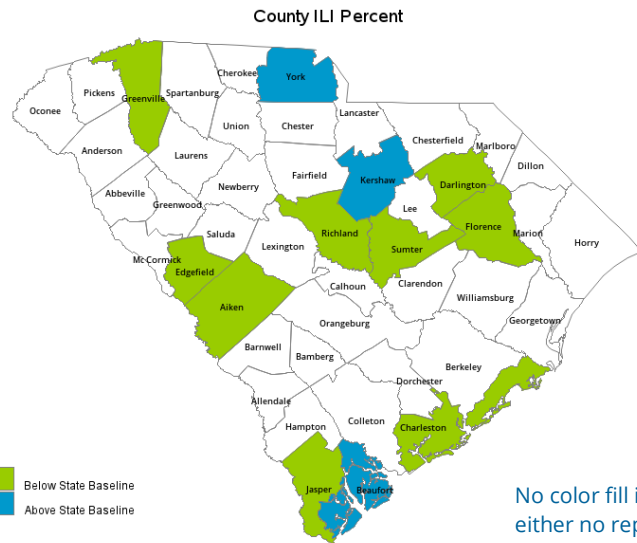 County ILI Percent
Cherokee
York
Oconee
Pickens
Greenville
Spartanburg
Union
Chester
Lancaster
Chesterfield
Marlboro
Anderson
Laurens
Dillon
Abbeville
Newberry
Fairfield
Kershaw
Darlington
Greenwood
Lee
Saluda
Lexington
Richland
Sumter
Florence
Marion
Horry
McCormick
Edgefield
Aiken
Calhoun
Clarendon
Williamsburg
Orangeburg
Georgetown
Barnwell
Bamberg
Berkeley
Allendale
Dorchester
Hampton
Colleton
Charleston
Jasper
Beaufort
Below State Baseline
Above State Baseline
No color fill i
either no rep